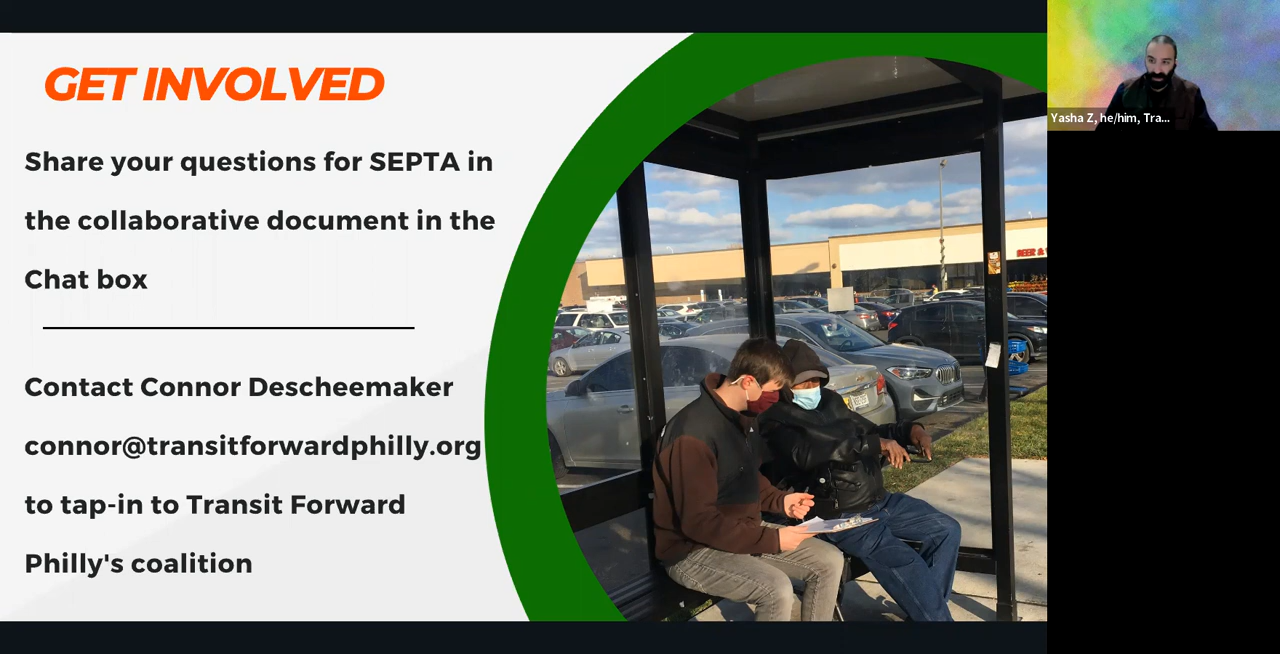 GET INVOLVED
Share your questions for SEPTA in
the collaborative document in the
Chat box
Contact Connor Descheemaker
connor@transitforwardphilly.org
to tap-in to Transit Forward
Philly's coalition
Yasha Z, he/him, Tra...
BEER &